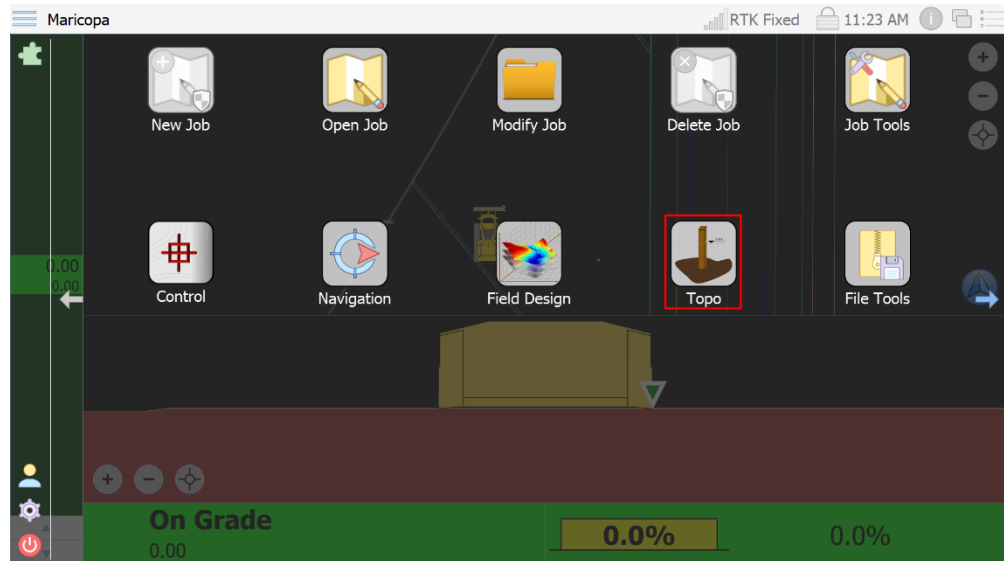 Maricopa
RTK Fixed
11:23 AM
New Job
Open Job
Modify Job
Delete Job
Job Tools
0.00
0.00
Control
Navigation
Field Design
Topo
File Tools
On Grade
0.00
0.0%
0.0%